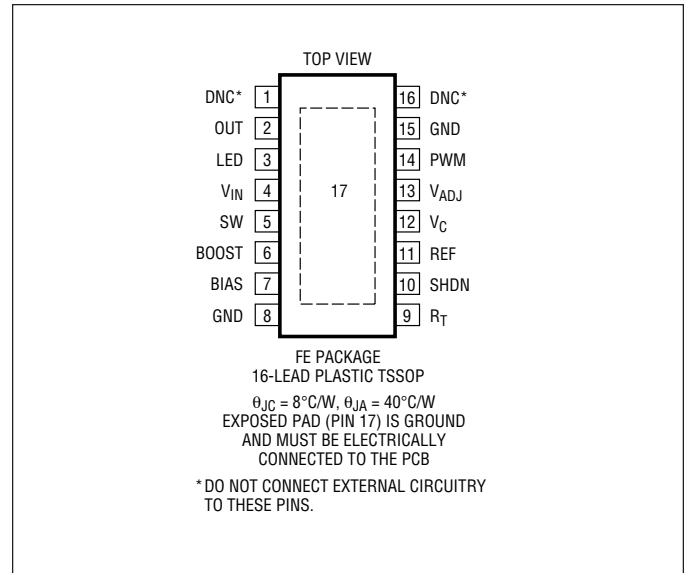 TOP VIEW
DNC* 1 16 DNC*
OUT 2 15 GND
LED 3 14 PWM
VIN 4 17 13 VADJ
SW 5 12 VC
BOOST 6 11 REF
BIAS 7 10 SHDN
GND 8 9 RT
FE PACKAGE
16-LEAD PLASTIC TSSOP
θJC = 8°C/W, θJA = 40°C/W
EXPOSED PAD (PIN 17) IS GROUND
AND MUST BE ELECTRICALLY
CONNECTED TO THE PCB
*DO NOT CONNECT EXTERNAL CIRCUITRY
TO THESE PINS.